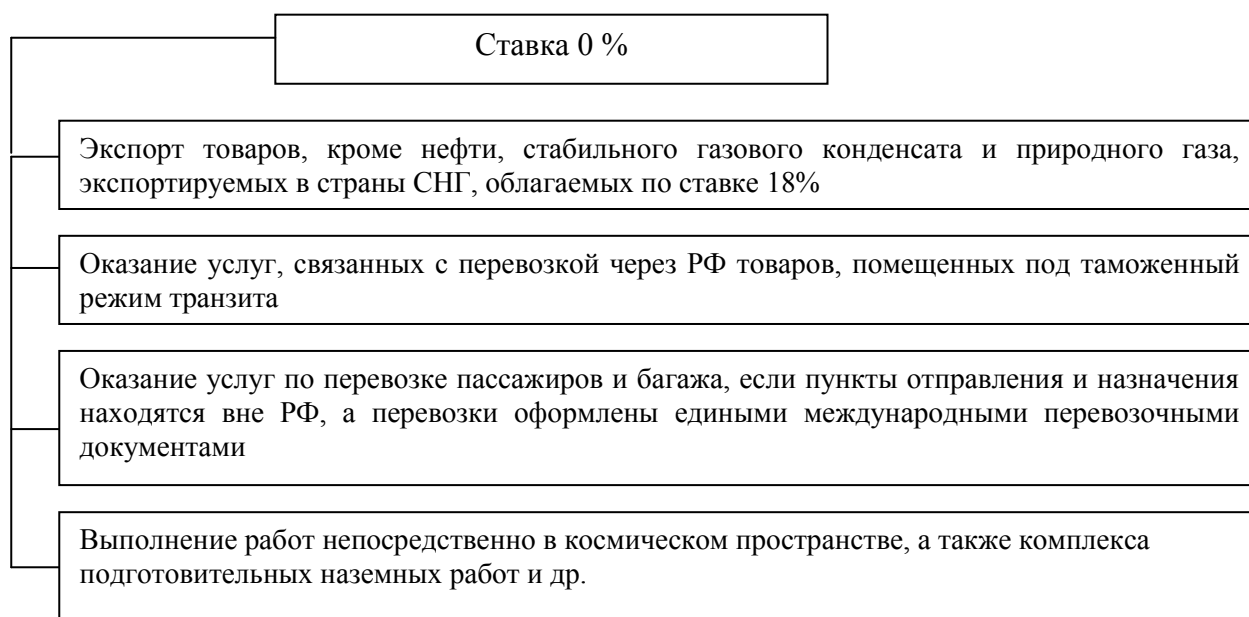 Ставка 0 %
Экспорт товаров, кроме нефти, стабильного газового конденсата и природного газа,
экспортируемых в страны СНГ, облагаемых по ставке 18%
Оказание услуг, связанных с перевозкой через РФ товаров, помещенных под таможенный
режим транзита
Оказание услуг по перевозке пассажиров и багажа, если пункты отправления и назначения
находятся вне РФ, а перевозки оформлены едиными международными перевозочными
документами
Выполнение работ непосредственно в космическом пространстве, а также комплекса
подготовительных наземных работ и др.